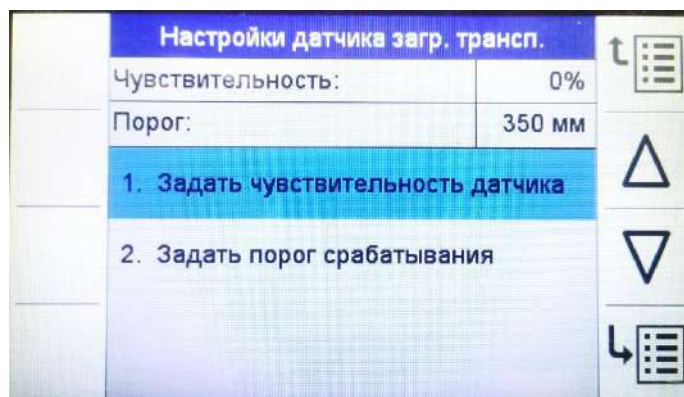 Настройки датчика загр. трансп.
Чувствительность: 0%
Порог: 350 мм
1. Задать чувствительность датчика
2. Задать порог срабатывания